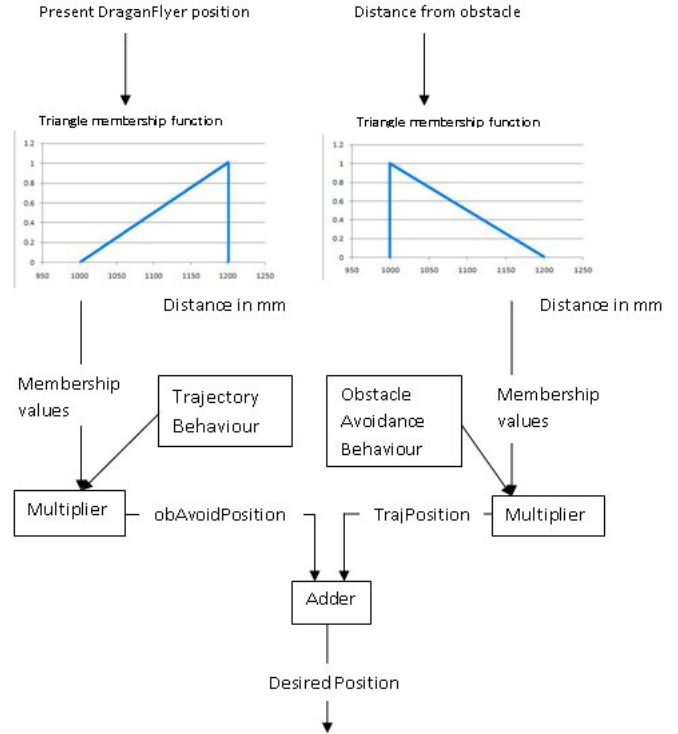 Present DraganFlyer position
Distance from obstacle
Triangle membership function
Triangle membership function
1.2
1
0.8
0.6
0.4
0.2
0
950 1000 1050 1100 1150 1200 1250
1.2
1
0.8
0.6
0.4
0.2
0
950 1000 1050 1100 1150 1200 1250
Distance in mm
Distance in mm
Membership
values
Trajectory
Behaviour
Obstacle
Avoidance
Behaviour
Membership
values
Multiplier
obAvoidPosition
TrajPosition
Multiplier
Adder
Desired Position